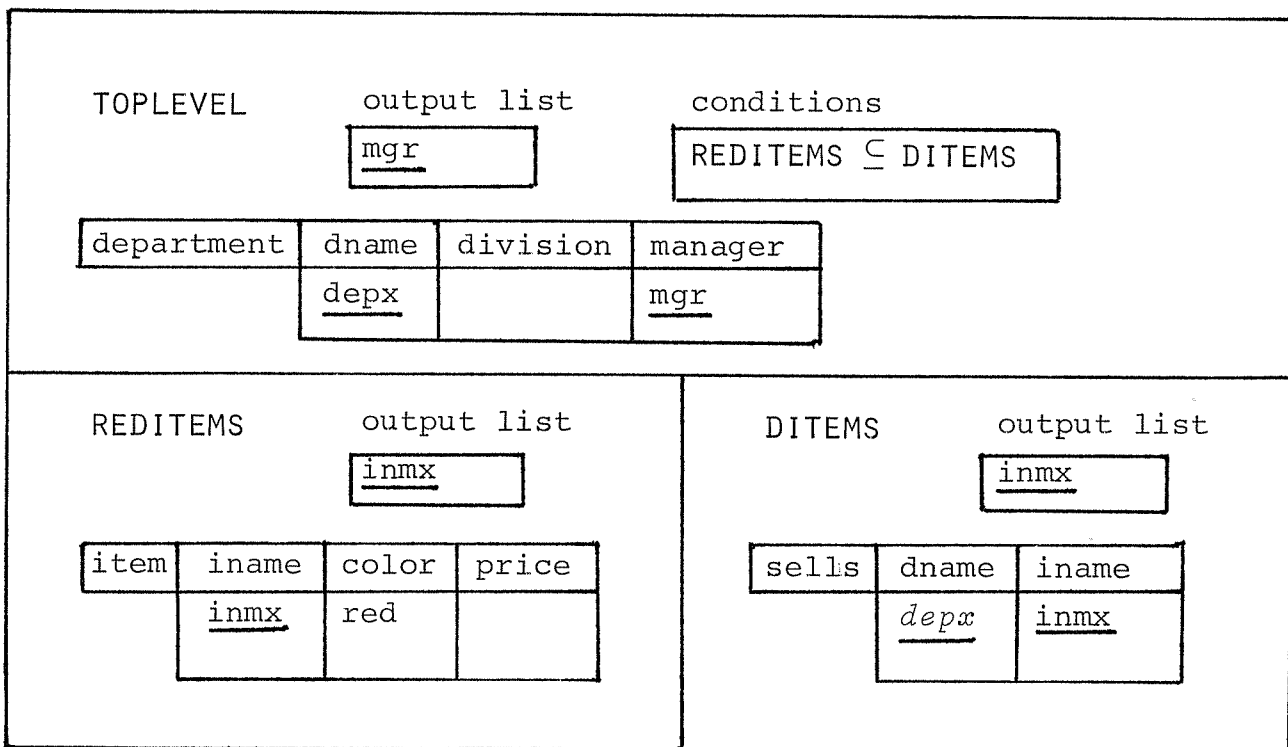 TOPLEVEL output list conditions
mgr REDITEMS ⊆ DITEMS
department dname division manager
depx mgr
REDITEMS output list
inmx
item iname color price
inmx red
DITEMS output list
inmx
sells dname iname
depx inmx